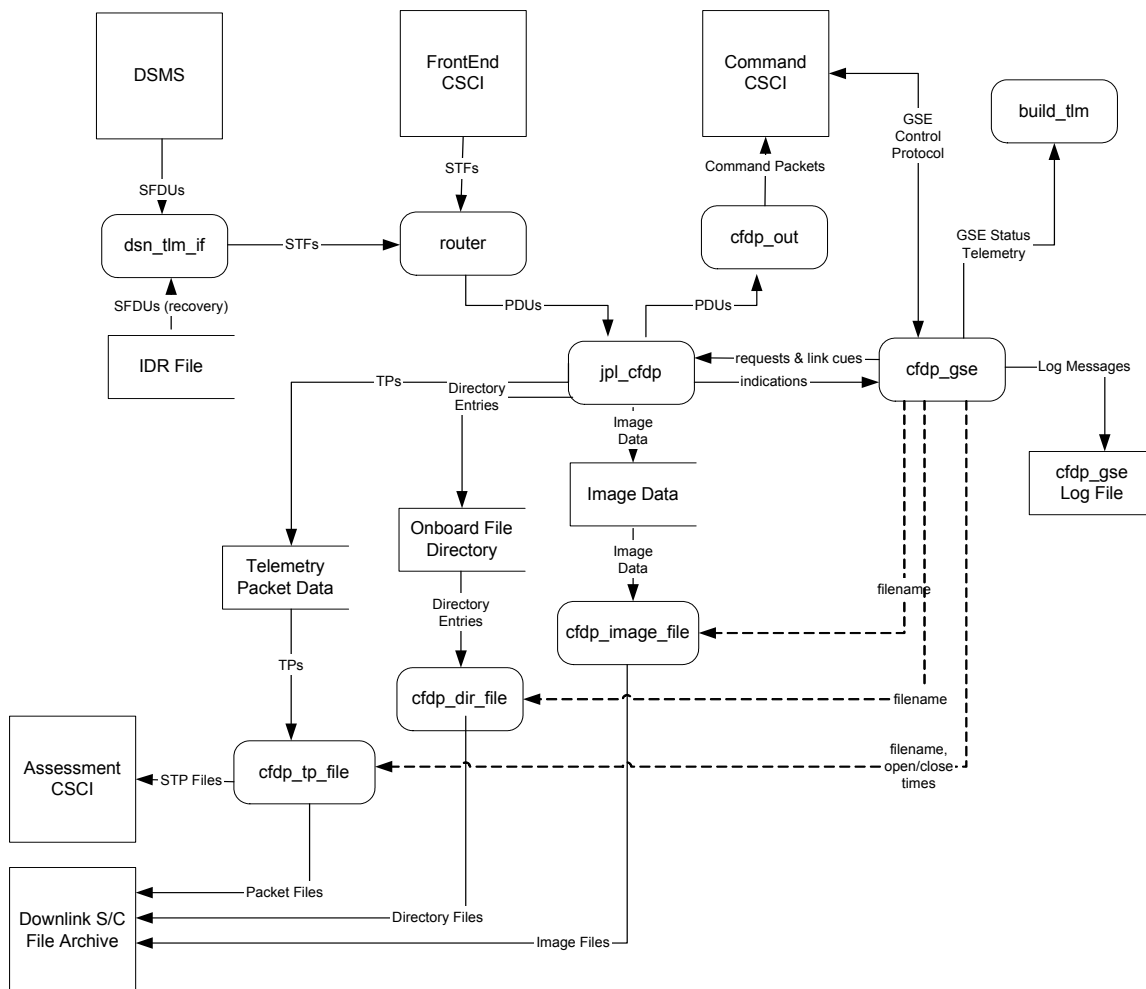 DSMS
FrontEnd
CSCI
Command
CSCI
build_tlm
GSE
Control
Protocol
SFDUs
STFs
Command Packets
dsn_tlm_if
STFs
router
cfdp_out
GSE Status
Telemetry
SFDUs (recovery)
PDUs
PDUs
IDR File
jpl_cfdp
requests & link cues
indications
cfdp_gse
Log Messages
TPs
Directory
Entries
Image
Data
cfdp_gse
Log File
Image Data
Onboard File
Directory
Image
Data
Telemetry
Packet Data
filename
Directory
Entries
cfdp_image_file
TPs
cfdp_dir_file
filename
Assessment
CSCI
STP Files
cfdp_tp_file
filename,
open/close
times
Packet Files
Downlink S/C
File Archive
Directory Files
Image Files